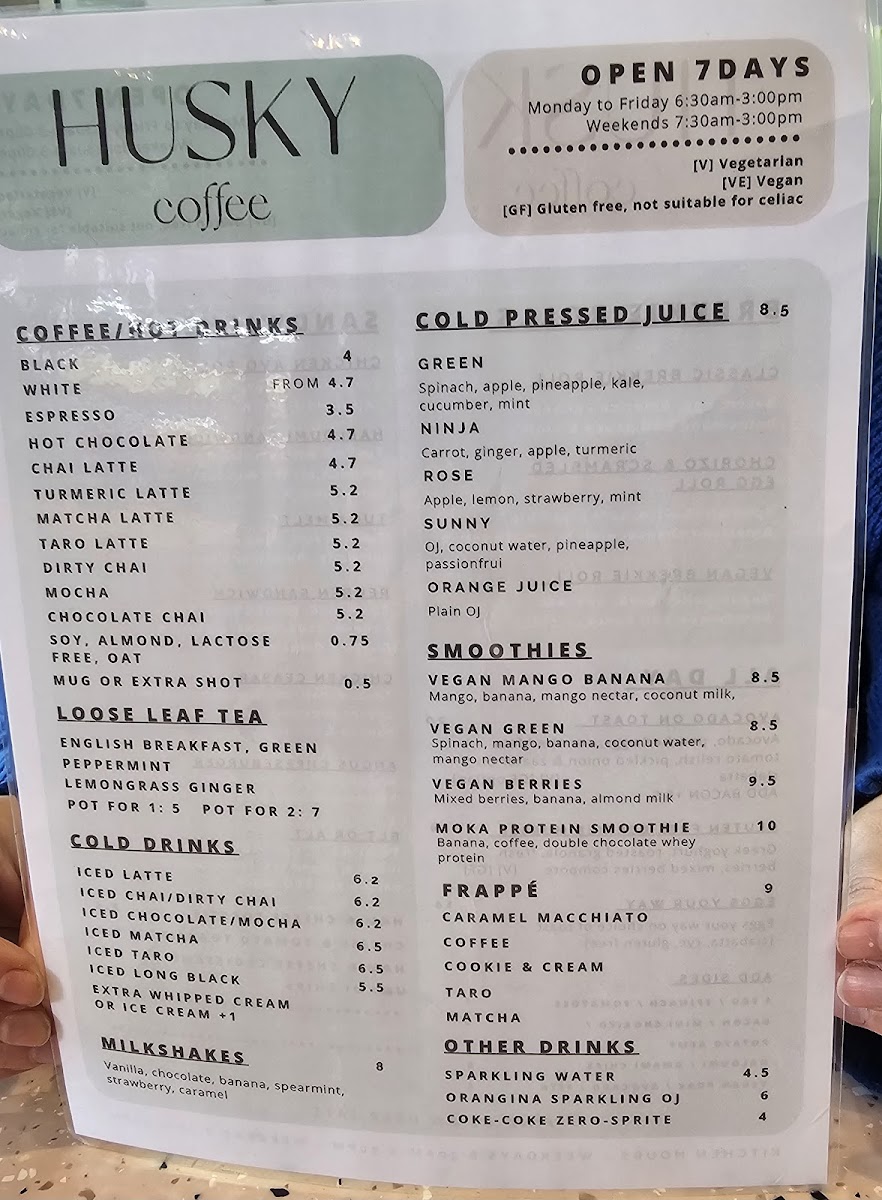 HUSKY
coffee
OPEN 7DAYS
Monday to Friday 6:30am-3:00pm
Weekends 7:30am-3:00pm
[V] Vegetarian
[VE] Vegan
[GF] Gluten free, not suitable for celiac
COFFEE/HOT DRINKS
BLACK 4
WHITE FROM 4.7
ESPRESSO 3.5
HOT CHOCOLATE 4.7
CHAI LATTE 4.7
TURMERIC LATTE 5.2
MATCHA LATTE 5.2
TARO LATTE 5.2
DIRTY CHAI 5.2
MOCHA 5.2
CHOCOLATE CHAI 5.2
SOY, ALMOND, LACTOSE 0.75
FREE, OAT
MUG OR EXTRA SHOT 0.5
LOOSE LEAF TEA
ENGLISH BREAKFAST, GREEN
PEPPERMINT
LEMONGRASS GINGER
POT FOR 1: 5 POT FOR 2: 7
COLD DRINKS
ICED LATTE 6.2
ICED CHAI/DIRTY CHAI 6.2
ICED CHOCOLATE/MOCHA 6.2
ICED MATCHA 6.5
ICED TARO 6.5
ICED LONG BLACK 5.5
EXTRA WHIPPED CREAM
OR ICE CREAM +1
MILKSHAKES 8
Vanilla, chocolate, banana, spearmint,
strawberry, caramel
COLD PRESSED JUICE 8.5
GREEN
Spinach, apple, pineapple, kale,
cucumber, mint
NINJA
Carrot, ginger, apple, turmeric
ROSE
Apple, lemon, strawberry, mint
SUNNY
OJ, coconut water, pineapple,
passionfrui
ORANGE JUICE
Plain OJ
SMOOTHIES
VEGAN MANGO BANANA 8.5
Mango, banana, mango nectar, coconut milk,
VEGAN GREEN 8.5
Spinach, mango, banana, coconut water,
mango nectar
VEGAN BERRIES 9.5
Mixed berries, banana, almond milk
MOKA PROTEIN SMOOTHIE 10
Banana, coffee, double chocolate whey
protein
FRAPPÉ 9
CARAMEL MACCHIATO
COFFEE
COOKIE & CREAM
TARO
MATCHA
OTHER DRINKS
SPARKLING WATER 4.5
ORANGINA SPARKLING OJ 6
COKE-COKE ZERO-SPRITE 4